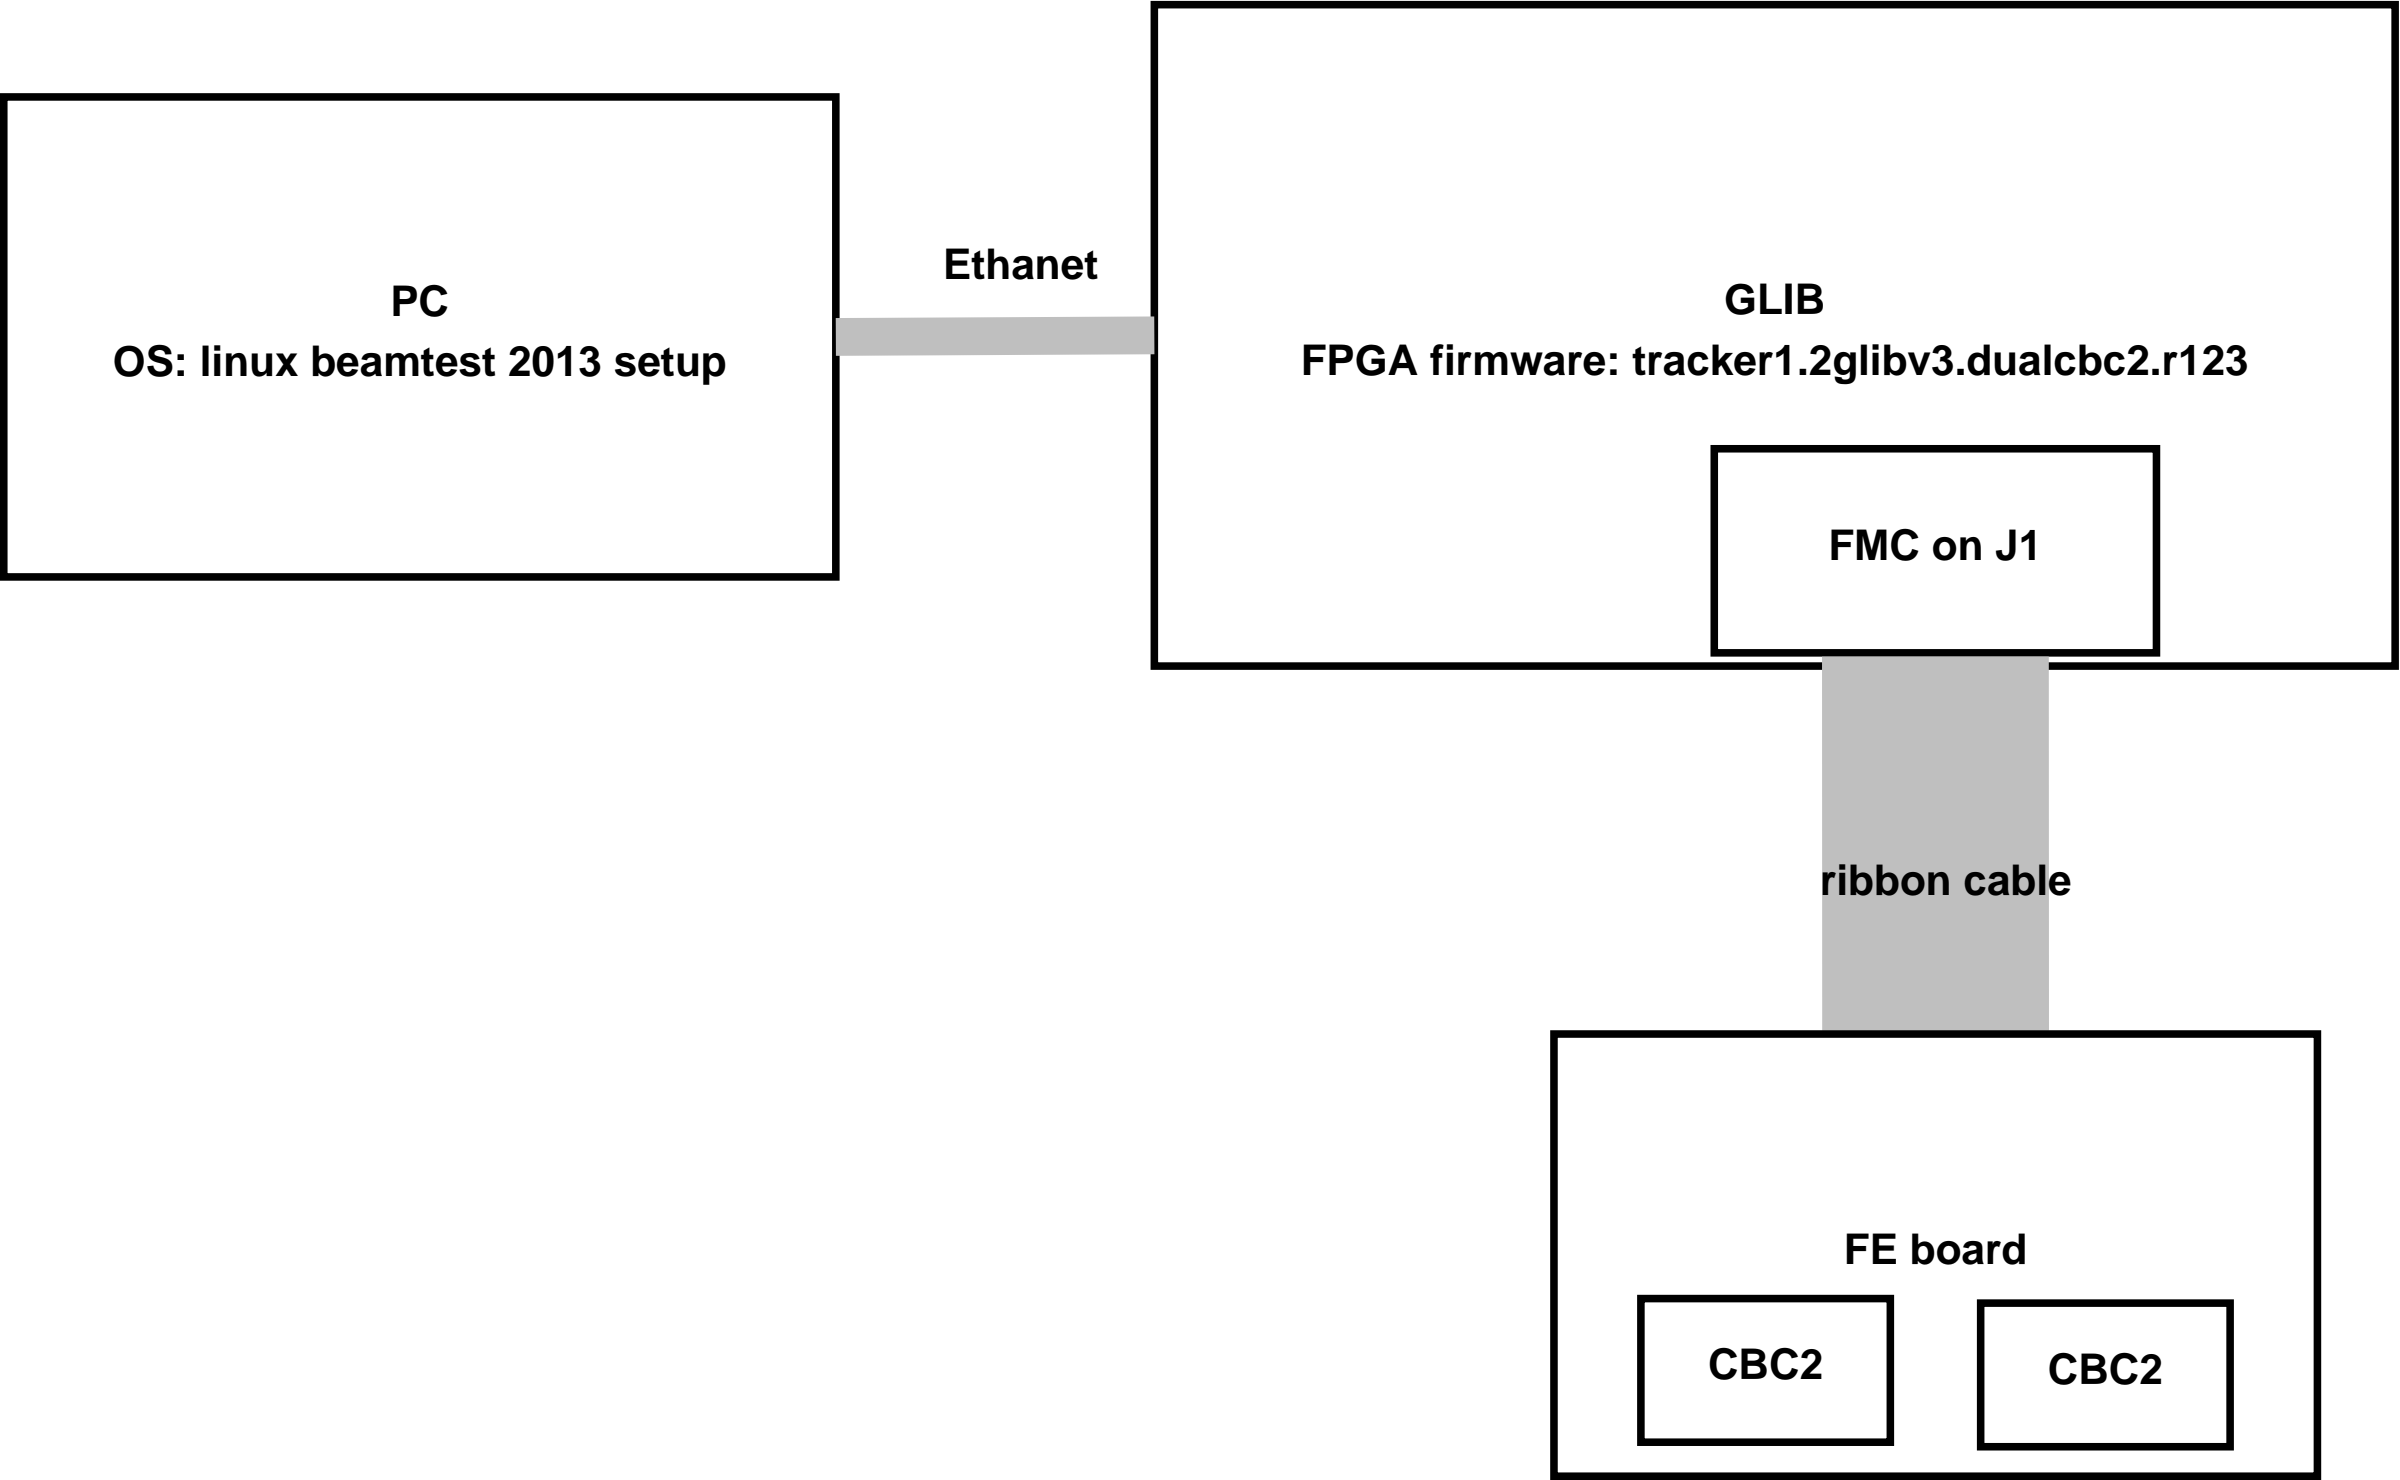 PC
OS: linux beamtest 2013 setup
Ethanet
GLIB
FPGA firmware: tracker1.2glibv3.dualcbc2.r123
FMC on J1
ribbon cable
FE board
CBC2
CBC2